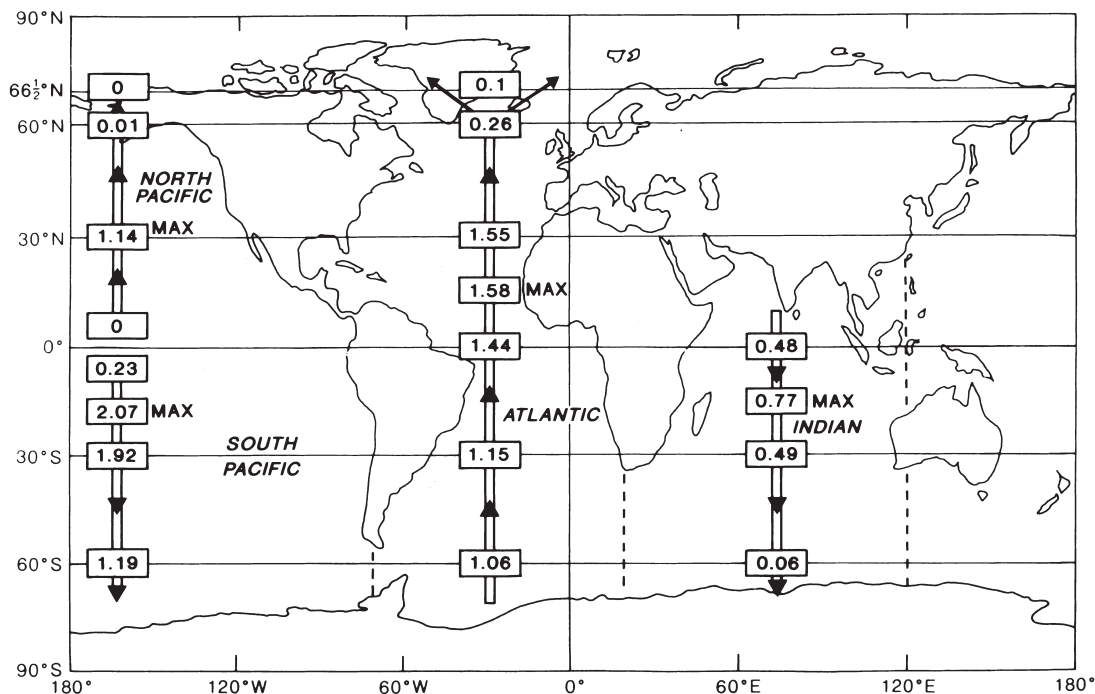 90°N
66½°N
0
0.1
60°N
0.01
0.26
NORTH
PACIFIC
30°N
1.14
MAX
1.55
1.58
MAX
0
0°
1.44
0.48
0.23
2.07
MAX
ATLANTIC
0.77
MAX
INDIAN
SOUTH
PACIFIC
30°S
1.92
1.15
0.49
60°S
1.19
1.06
0.06
90°S
180°
120°W
60°W
0°
60°E
120°E
180°